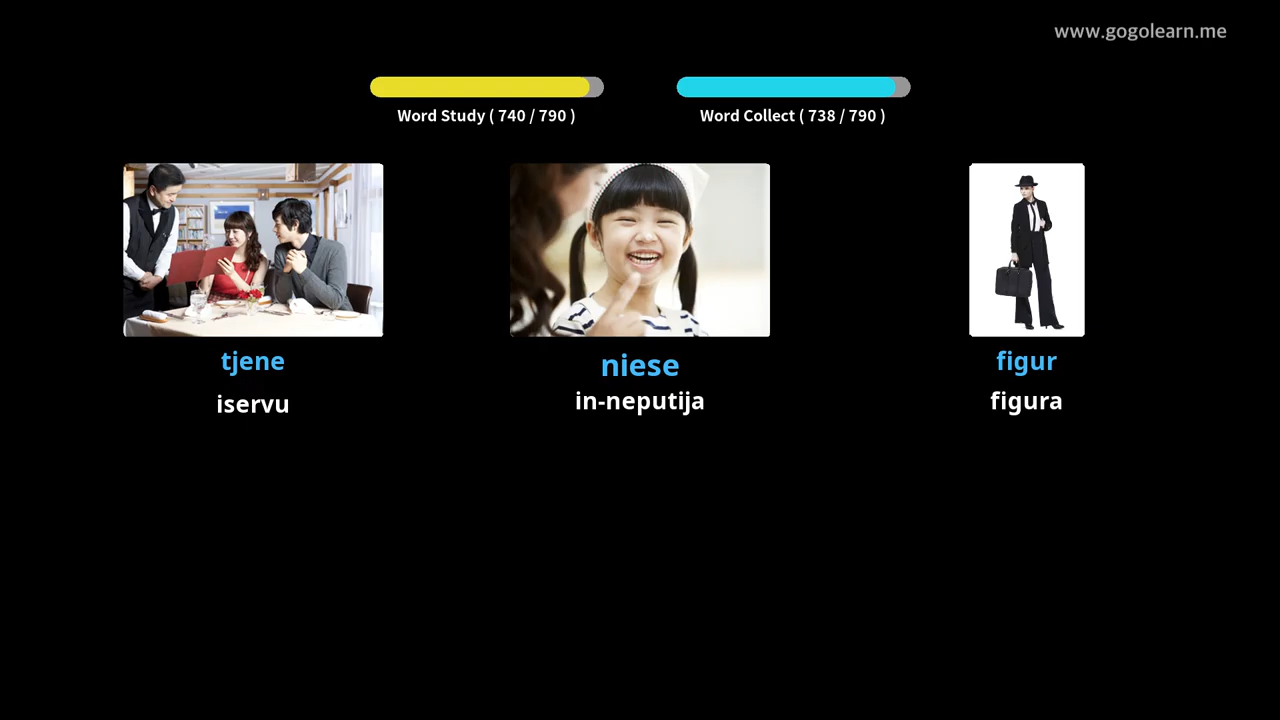 www.gogolearn.me
Word Study ( 740 / 790 )
Word Collect ( 738 / 790 )
tjene
iservu
niese
in-neputija
figur
figura